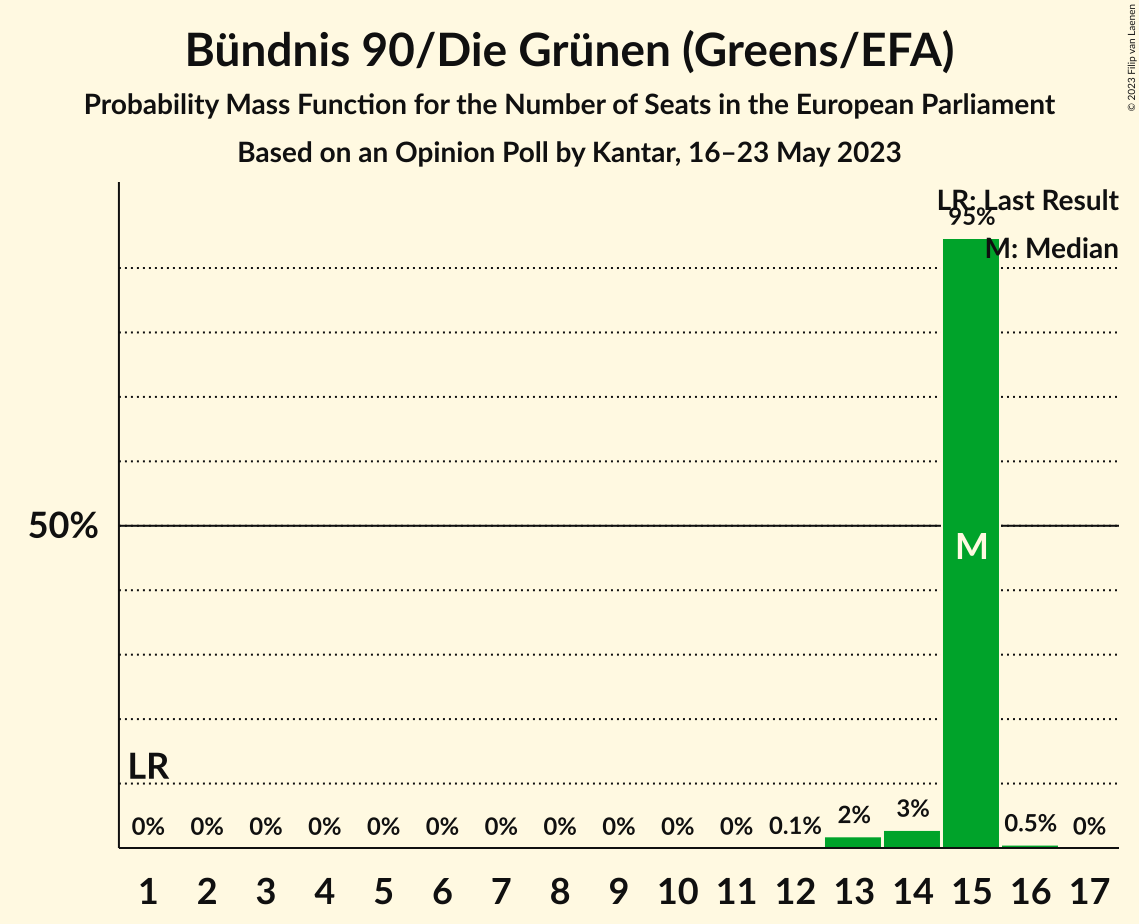 Bündnis 90/Die Grünen (Greens/EFA)
Probability Mass Function for the Number of Seats in the European Parliament
Based on an Opinion Poll by Kantar, 16–23 May 2023
© 2023 Filip van Laenen
LR: Last Result
95%
M: Median
50%
M
LR
0% 0% 0% 0% 0% 0% 0% 0% 0% 0% 0% 0.1% 2% 3% 0.5% 0%
1 2 3 4 5 6 7 8 9 10 11 12 13 14 15 16 17